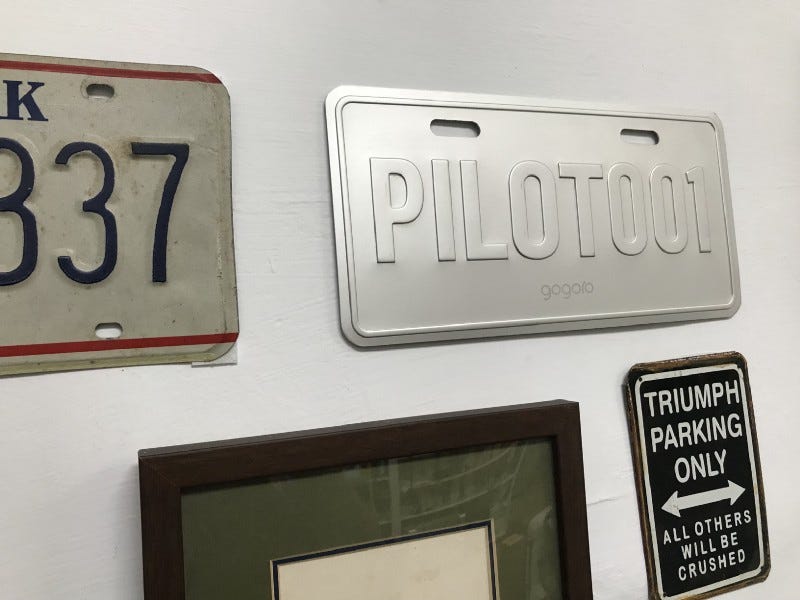 K
337
PILOT001
gogoro
TRIUMPH
PARKING
ONLY
ALL OTHERS
WILL BE
CRUSHED